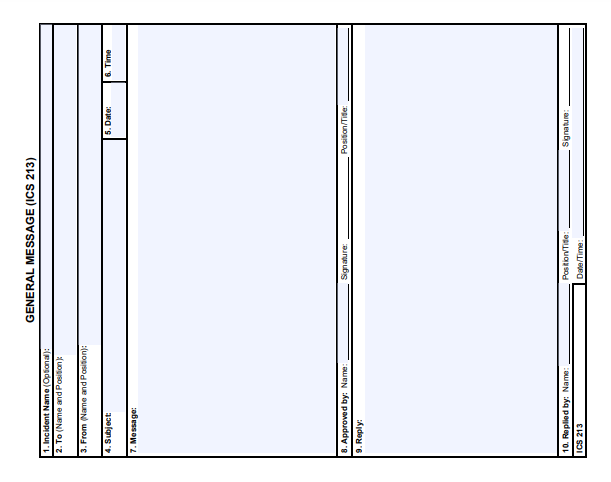 GENERAL MESSAGE (ICS 213)
1. Incident Name (Optional):
2. To (Name and Position):
3. From (Name and Position):
4. Subject: 5. Date: 6. Time
7. Message:
8. Approved by: Name: Signature: Position/Title:
9. Reply:
10. Replied by: Name: Position/Title: Signature:
ICS 213 Date/Time: